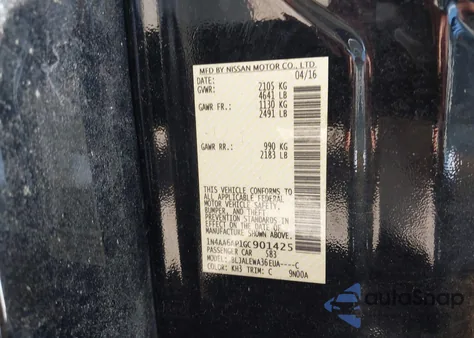 MFD BY NISSAN MOTOR CO., LTD.
DATE: 04/16
GVWR: 2105 KG
4641 LB
GAWR FR: 1130 KG
2491 LB
GAWR RR: 990 KG
2183 LB
THIS VEHICLE CONFORMS TO
ALL APPLICABLE FEDERAL
MOTOR VEHICLE SAFETY,
BUMPER, AND THEFT
PREVENTION STANDARDS
IN EFFECT ON THE DATE OF
MANUFACTURE SHOWN ABOVE.
1N4AA6AP1GC901425
PASSENGER CAR 583
MODEL: BLJALEWA36EUA----C
COLOR: KH3 TRIM: C 9N00A
autoSnap